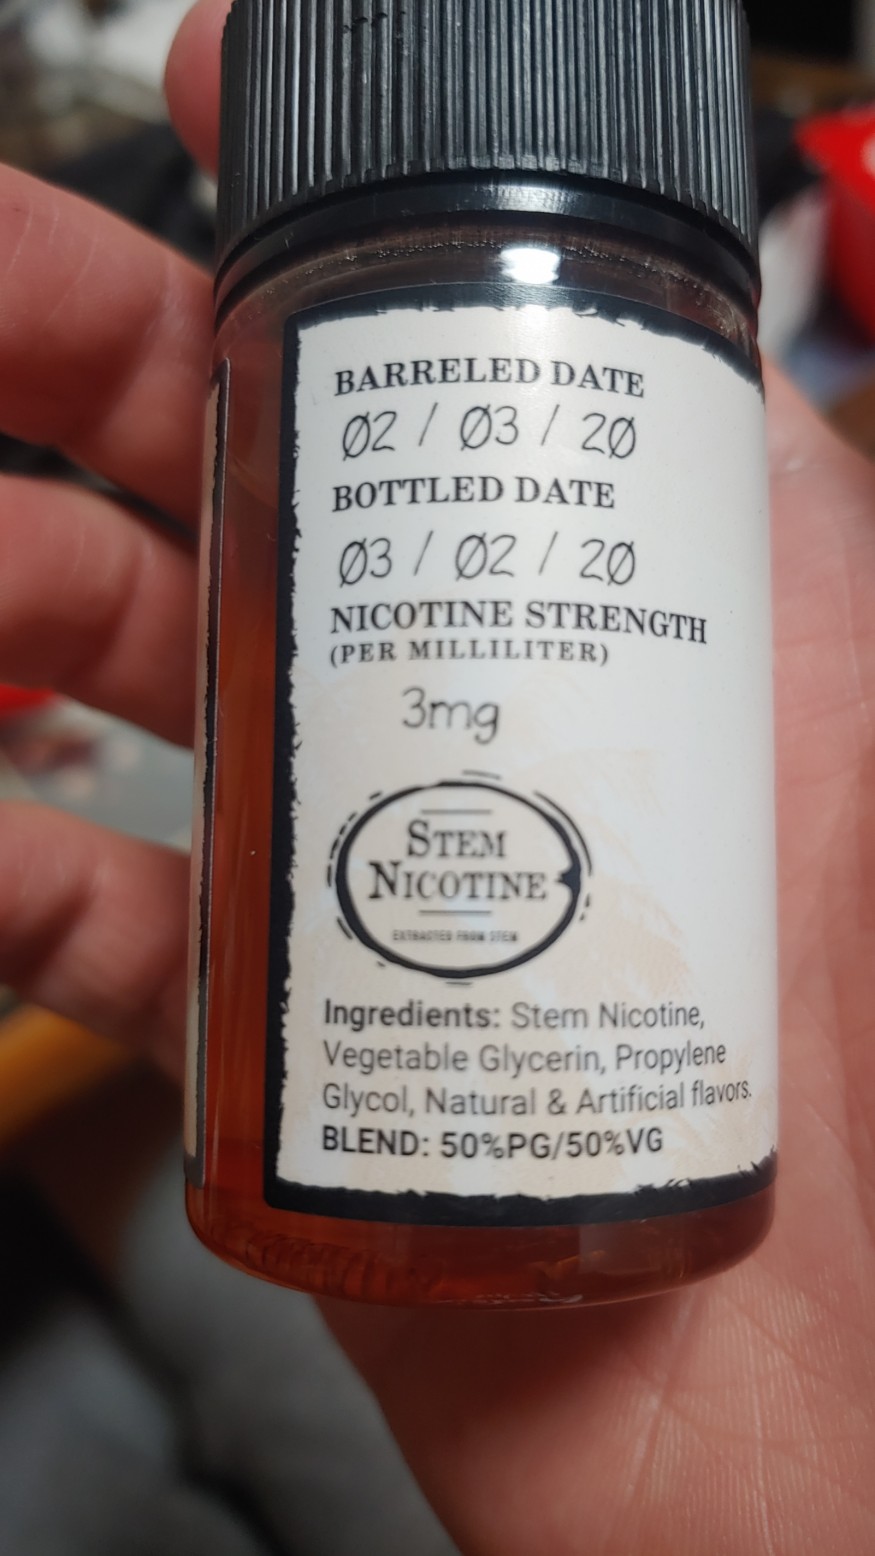 BARRELED DATE
Ø2 / Ø3 / 2Ø
BOTTLED DATE
Ø3 / Ø2 / 2Ø
NICOTINE STRENGTH
(PER MILLILITER)
3mg
STEM
NICOTINE
EXTRACTED FROM STEM
Ingredients: Stem Nicotine,
Vegetable Glycerin, Propylene
Glycol, Natural & Artificial flavors.
BLEND: 50%PG/50%VG